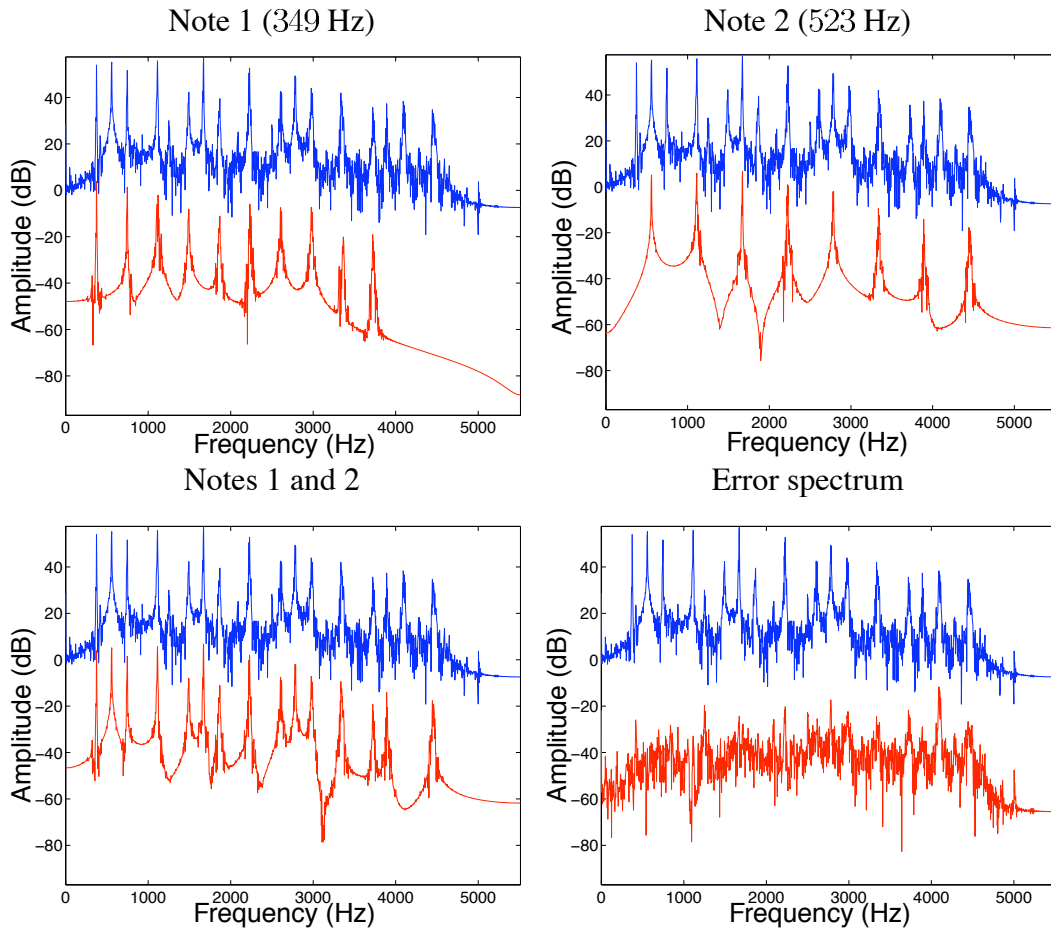 Note 1 (349 Hz)
Amplitude (dB)
40
20
0
−20
−40
−60
−80
0 1000 2000 3000 4000 5000
Frequency (Hz)
Note 2 (523 Hz)
Amplitude (dB)
40
20
0
−20
−40
−60
−80
0 1000 2000 3000 4000 5000
Frequency (Hz)
Notes 1 and 2
Amplitude (dB)
40
20
0
−20
−40
−60
−80
0 1000 2000 3000 4000 5000
Frequency (Hz)
Error spectrum
Amplitude (dB)
40
20
0
−20
−40
−60
−80
0 1000 2000 3000 4000 5000
Frequency (Hz)